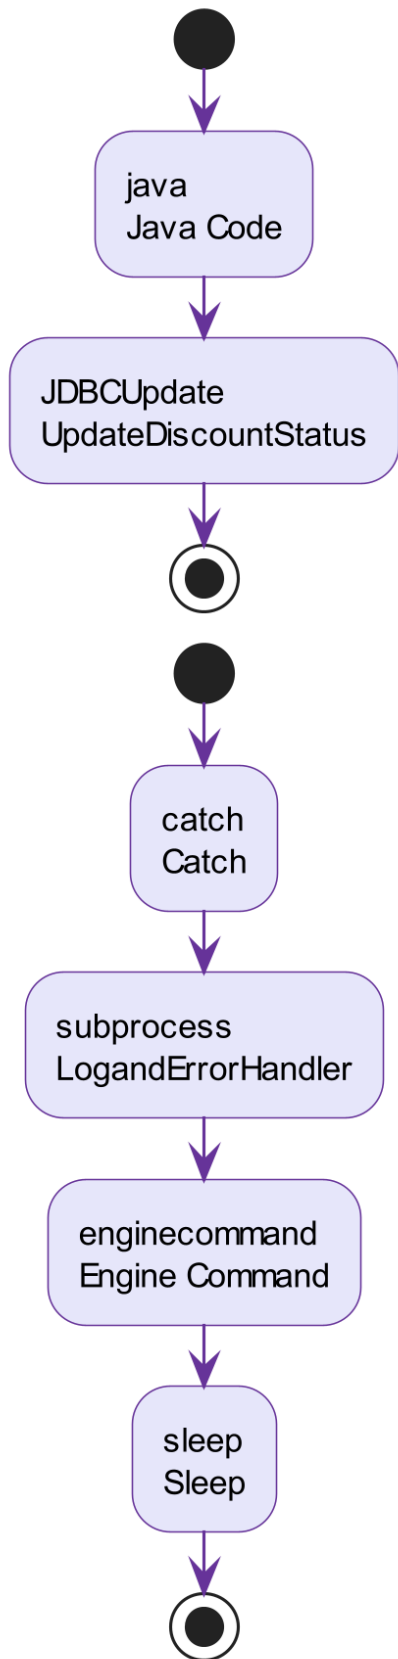 java
Java Code
JDBCUpdate
UpdateDiscountStatus
catch
Catch
subprocess
LogandErrorHandler
enginecommand
Engine Command
sleep
Sleep